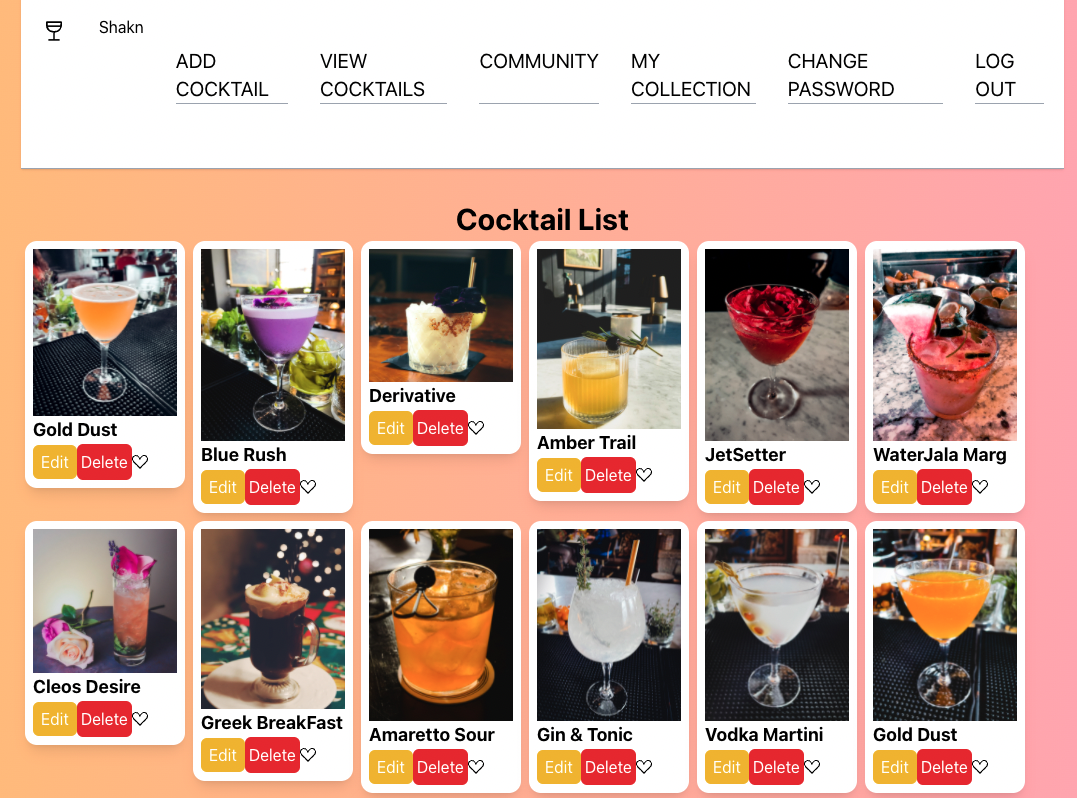 Shakn
ADD
COCKTAIL
VIEW
COCKTAILS
COMMUNITY
MY
COLLECTION
CHANGE
PASSWORD
LOG
OUT
Cocktail List
Gold Dust
Edit Delete♡
Blue Rush
Edit Delete♡
Derivative
Edit Delete♡
Amber Trail
Edit Delete♡
JetSetter
Edit Delete♡
WaterJala Marg
Edit Delete♡
Cleos Desire
Edit Delete♡
Greek BreakFast
Edit Delete♡
Amaretto Sour
Edit Delete♡
Gin & Tonic
Edit Delete♡
Vodka Martini
Edit Delete♡
Gold Dust
Edit Delete♡